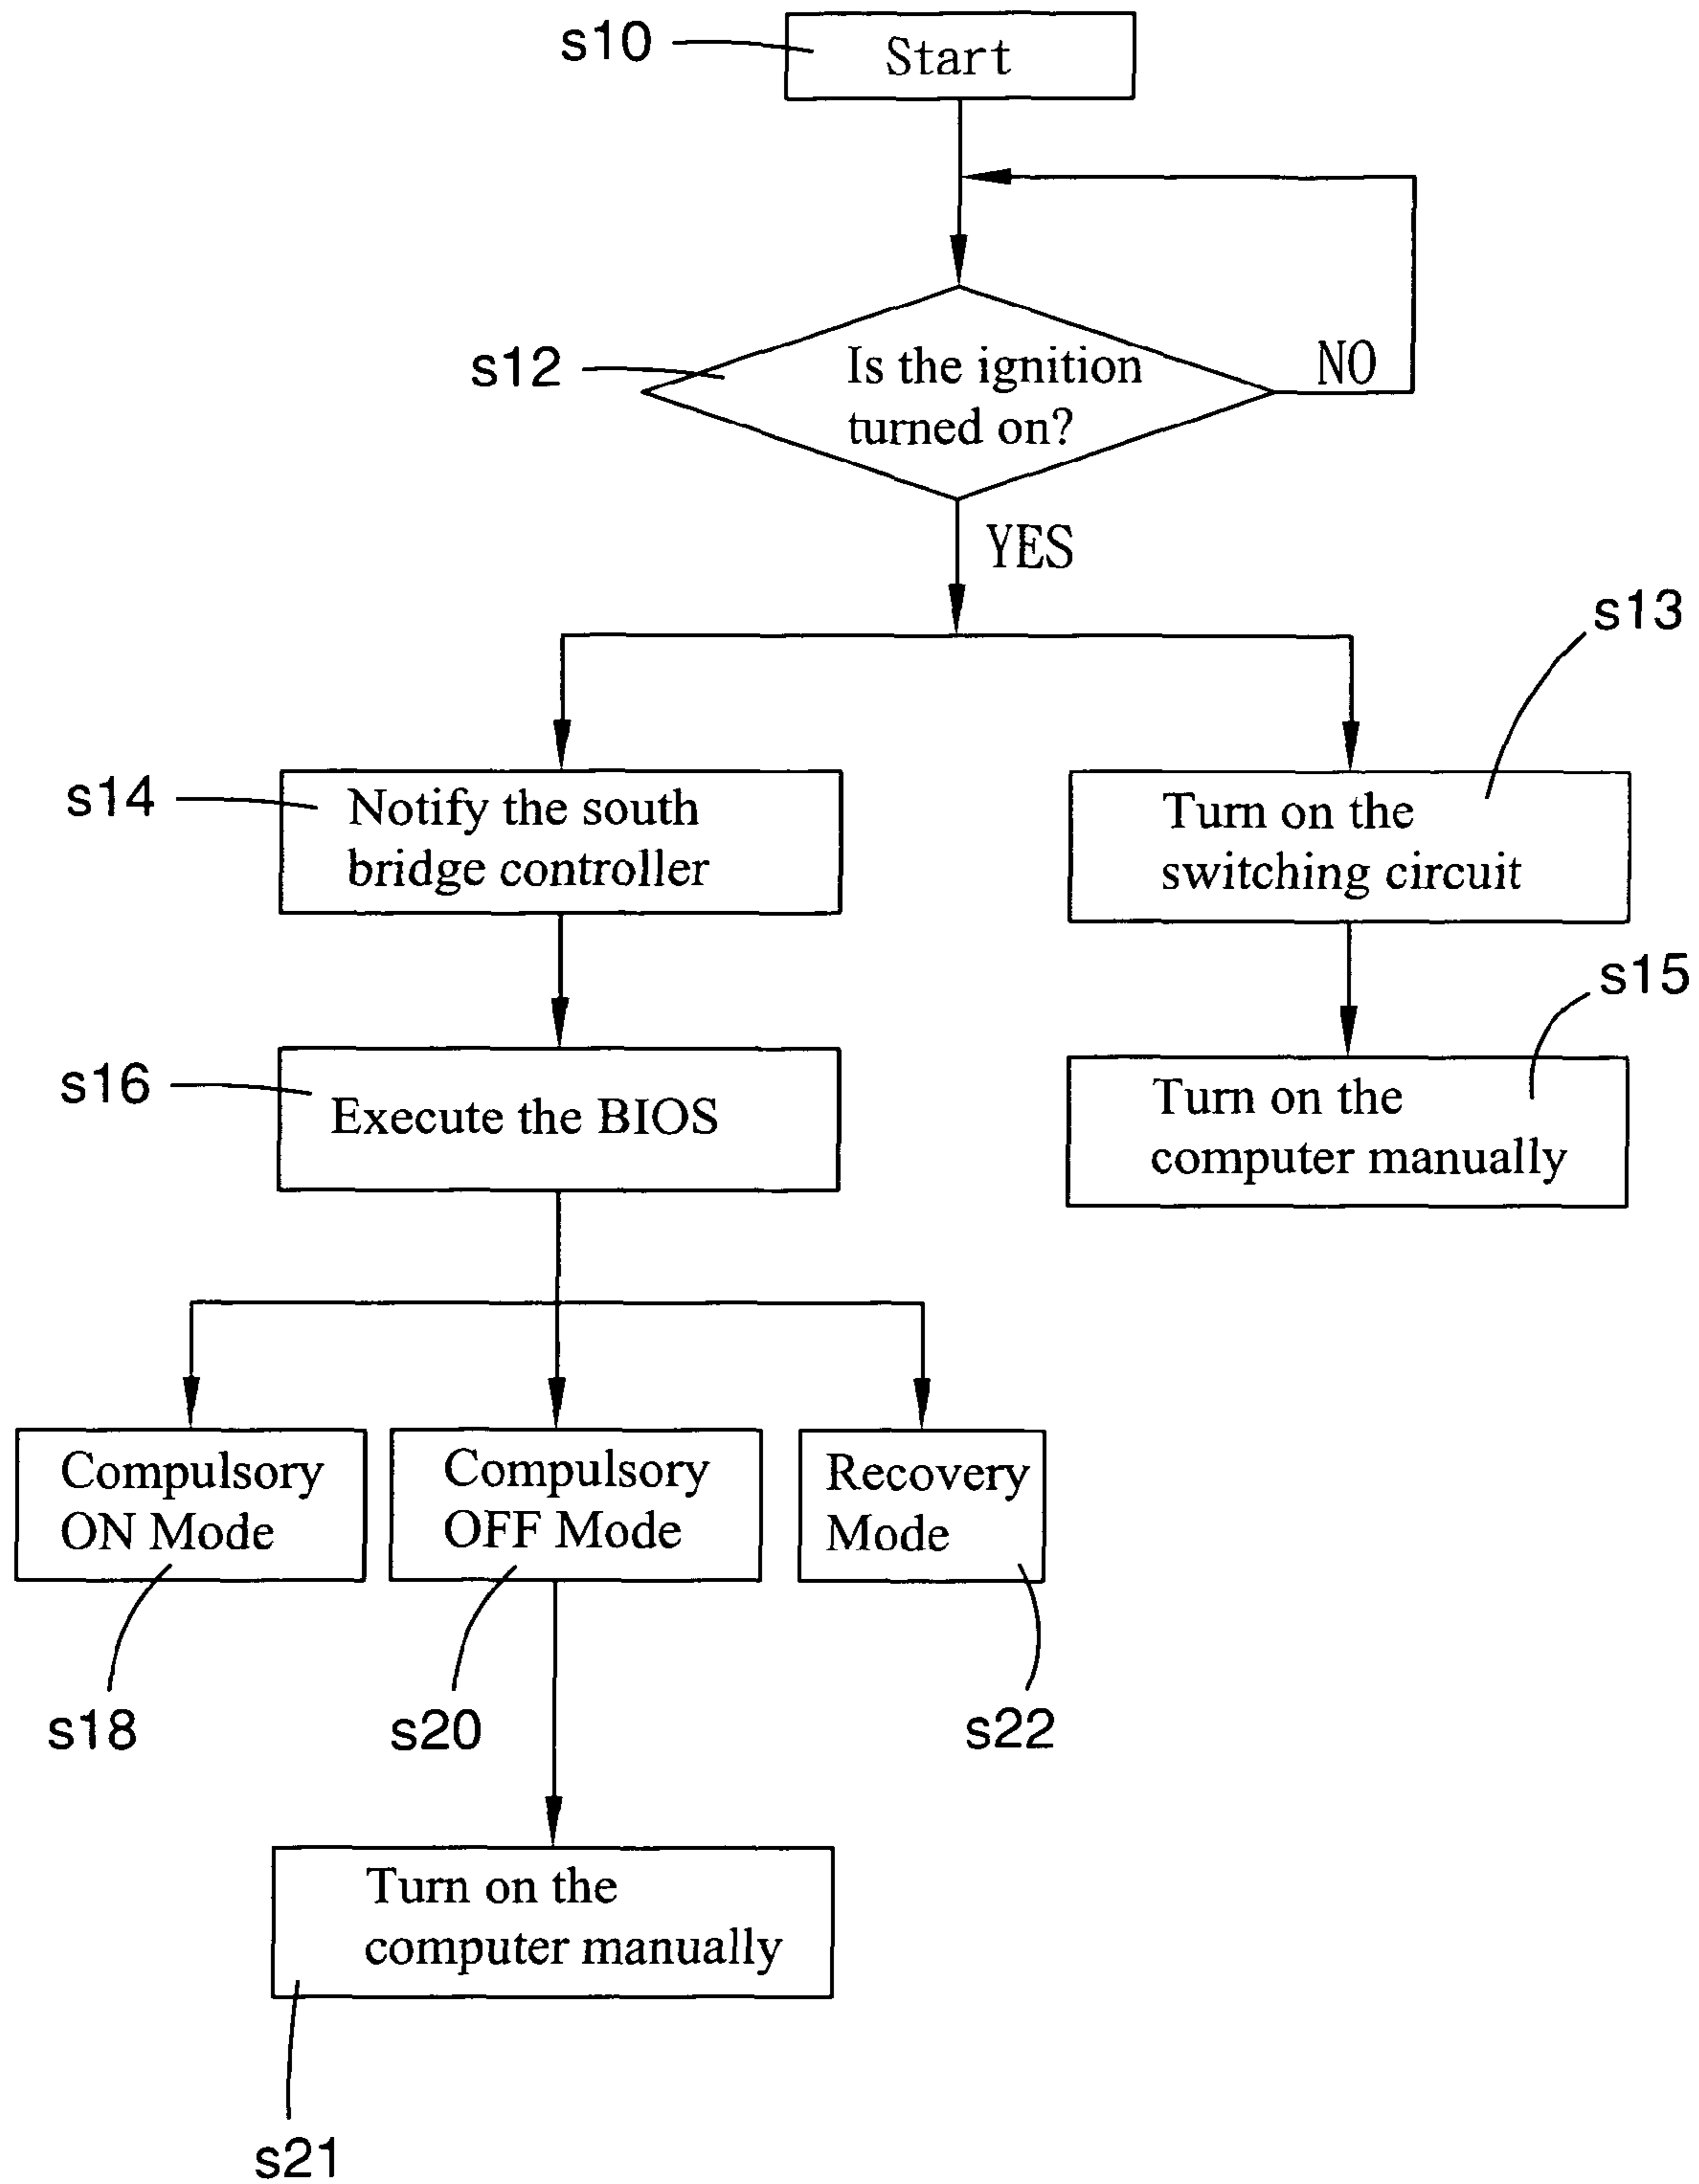 s10
Start
s12
Is the ignition
turned on?
NO
YES
s13
s14
Notify the south
bridge controller
Turn on the
switching circuit
s15
s16
Execute the BIOS
Turn on the
computer manually
Compulsory
ON Mode
Compulsory
OFF Mode
Recovery
Mode
s18
s20
s22
Turn on the
computer manually
s21